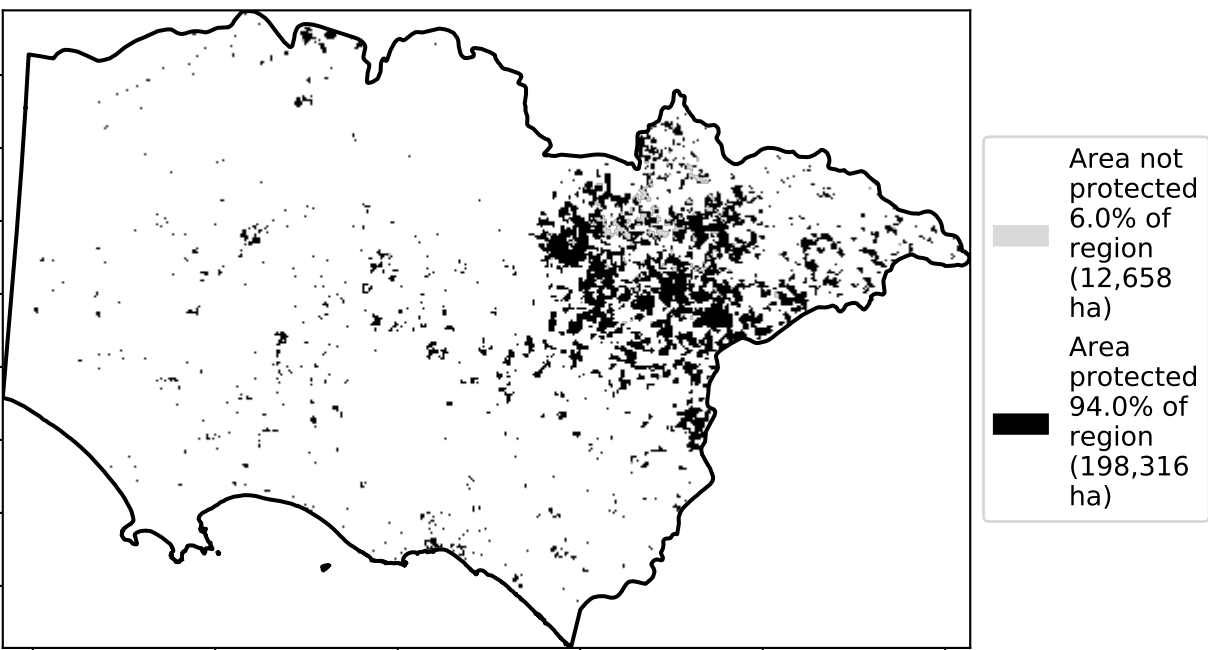 Area not
protected
6.0% of
region
(12,658
ha)
Area
protected
94.0% of
region
(198,316
ha)